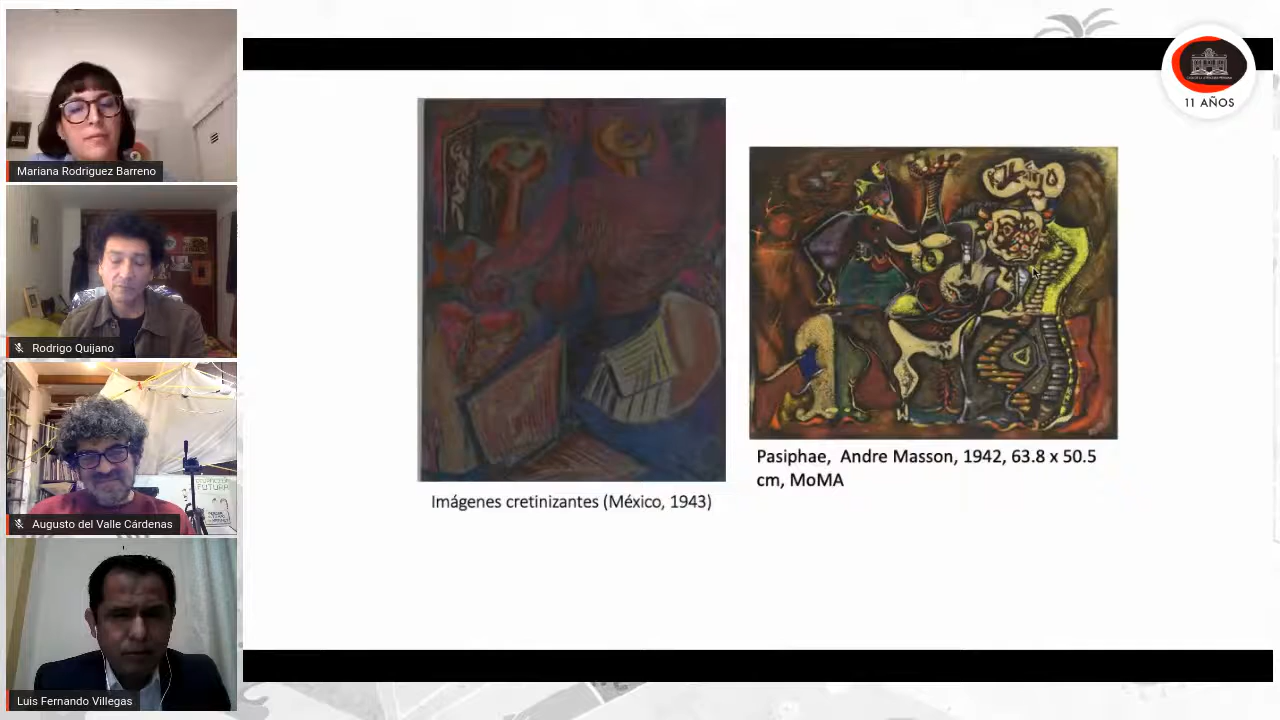 Mariana Rodríguez Barreno
Rodrigo Quijano
Augusto del Valle Cárdenas
Luis Fernando Villegas
Imágenes cretinizantes (México, 1943)
Pasiphae, Andre Masson, 1942, 63.8 x 50.5
cm, MoMA
11 AÑOS